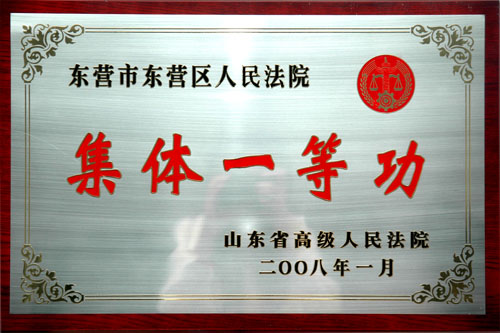 东营市东营区人民法院
集体一等功
山东省高级人民法院
二〇〇八年一月